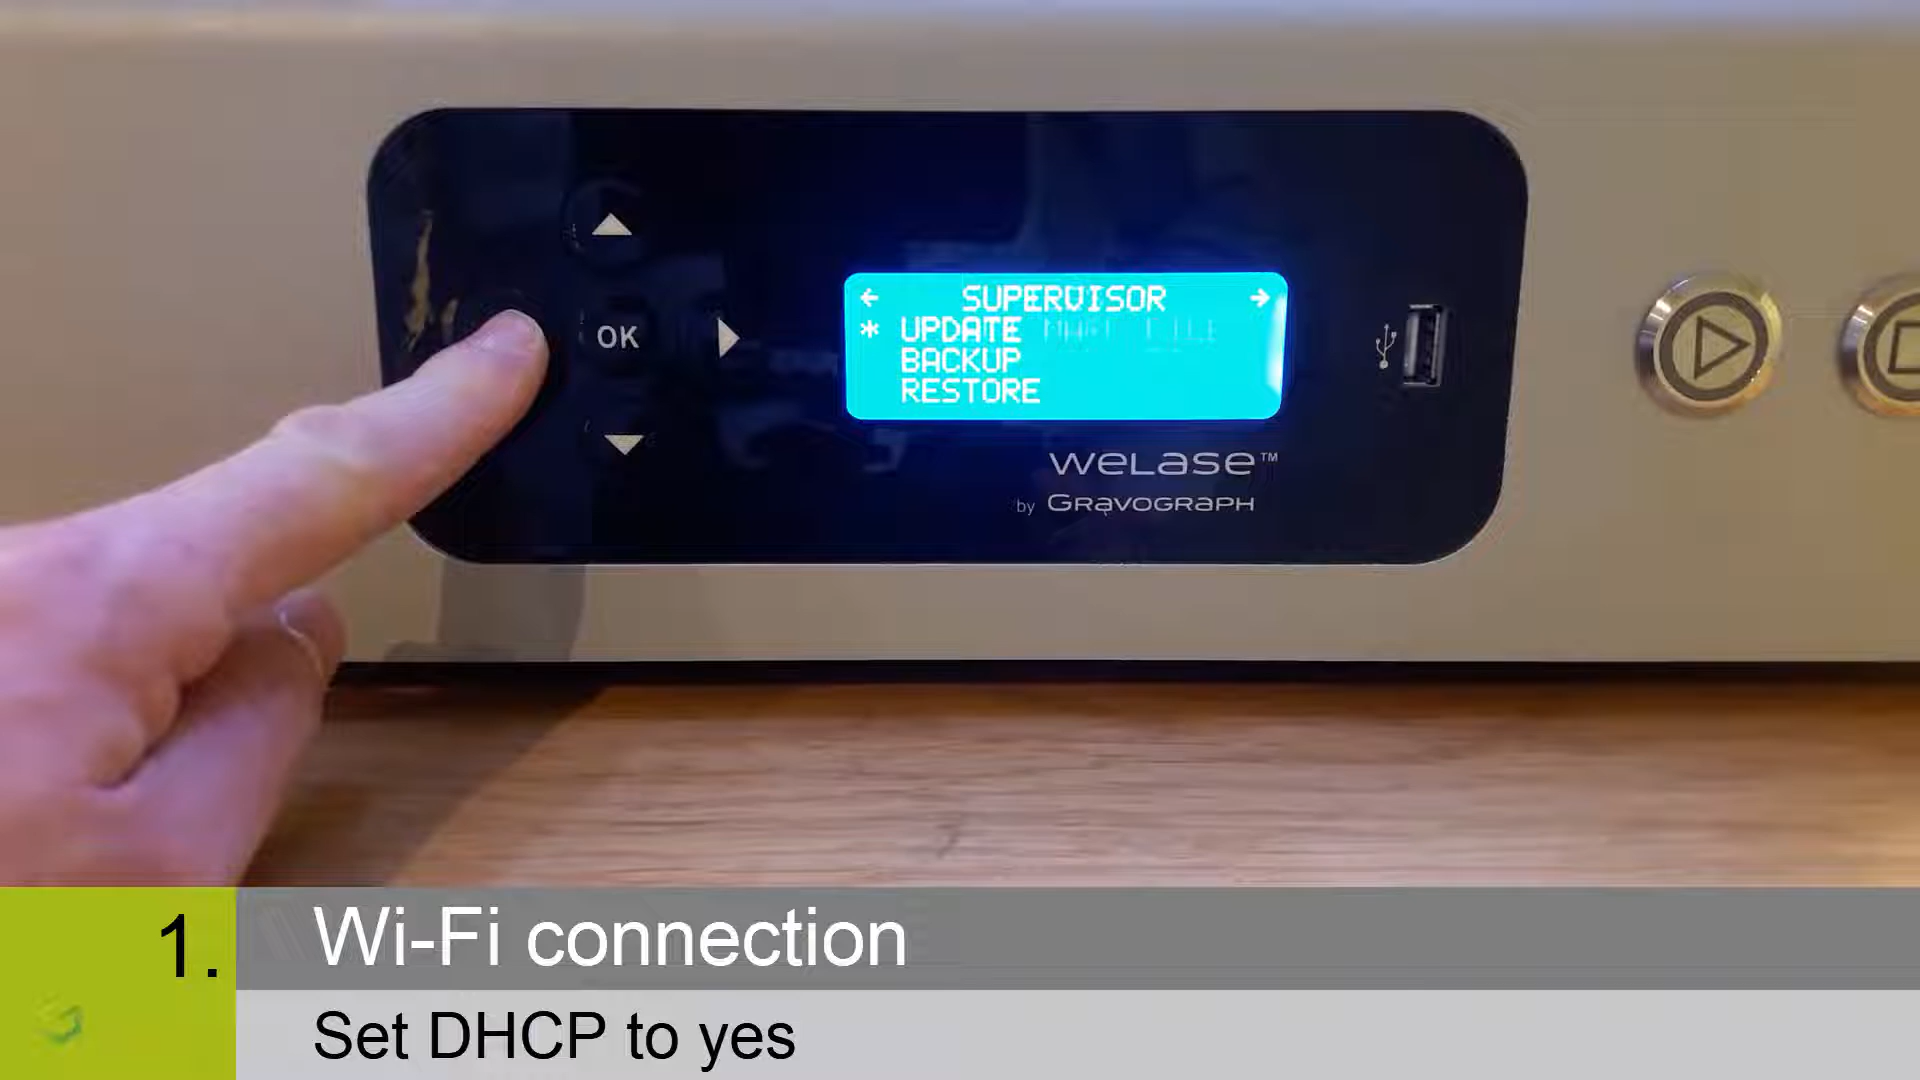 ← SUPERVISOR →
* UPDATE
BACKUP
RESTORE
OK
WELASE™
by GRAVOGRAPH
1. Wi-Fi connection
Set DHCP to yes